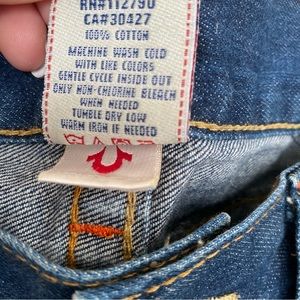 RN#112790
CA#30427
100% COTTON
MACHINE WASH COLD
WITH LIKE COLORS
GENTLE CYCLE INSIDE OUT
ONLY NON-CHLORINE BLEACH
WHEN NEEDED
TUMBLE DRY LOW
WARM IRON IF NEEDED